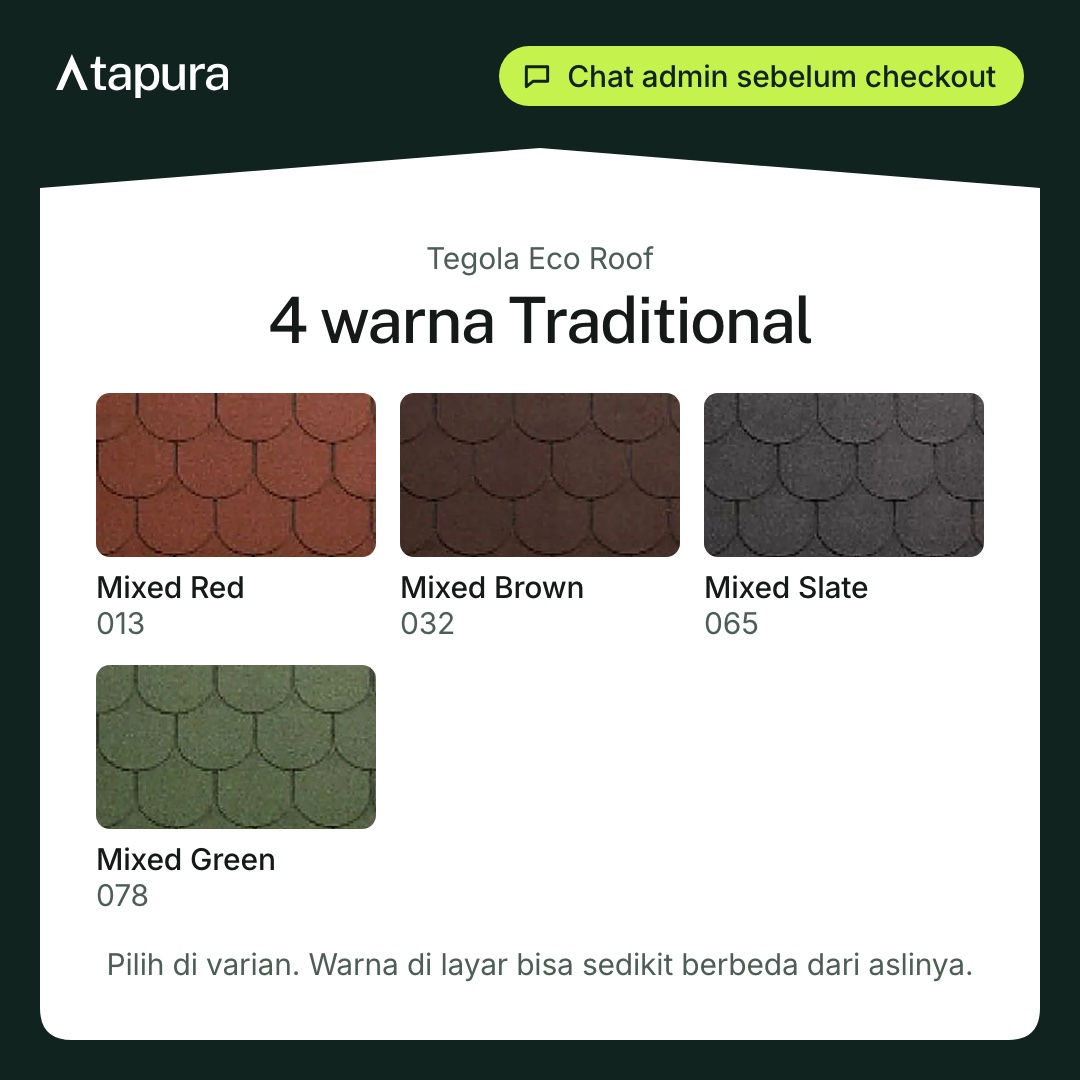 Atapura
Chat admin sebelum checkout
Tegola Eco Roof
4 warna Traditional
Mixed Red
013
Mixed Brown
032
Mixed Slate
065
Mixed Green
078
Pilih di varian. Warna di layar bisa sedikit berbeda dari aslinya.